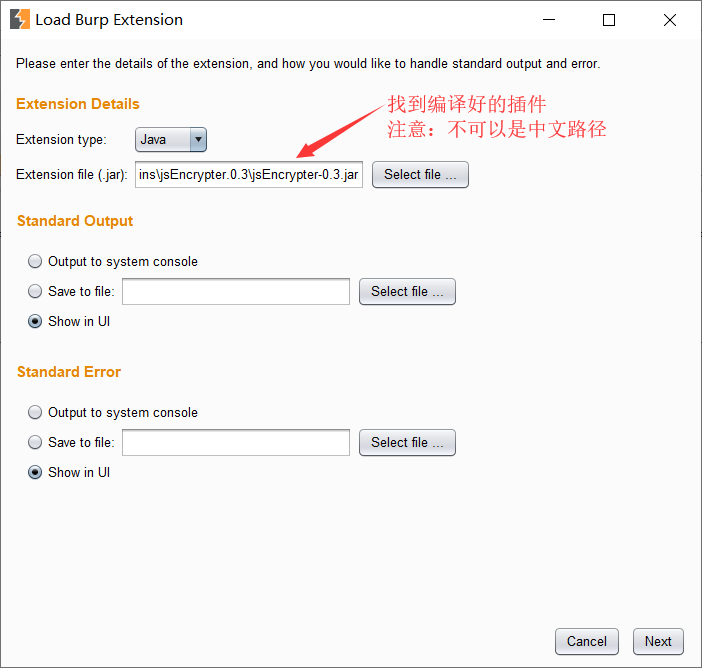 Load Burp Extension
Please enter the details of the extension, and how you would like to handle standard output and error.
Extension Details
找到编译好的插件
注意：不可以是中文路径
Extension type: Java
Extension file (.jar): ins\jsEncrypter.0.3\jsEncrypter-0.3.jar Select file ...
Standard Output
Output to system console
Save to file: Select file ...
Show in UI
Standard Error
Output to system console
Save to file: Select file ...
Show in UI
Cancel Next